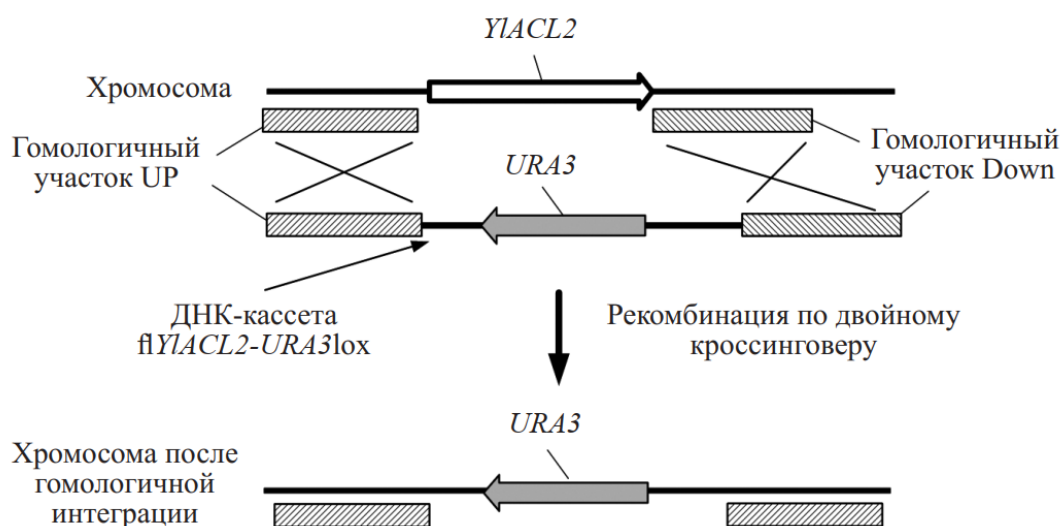 YlACL2
Хромосома
Гомологичный
участок UP
Гомологичный
участок Down
URA3
ДНК-кассета
flYlACL2-URA3lox
Рекомбинация по двойному
кроссинговеру
URA3
Хромосома после
гомологичной
интеграции